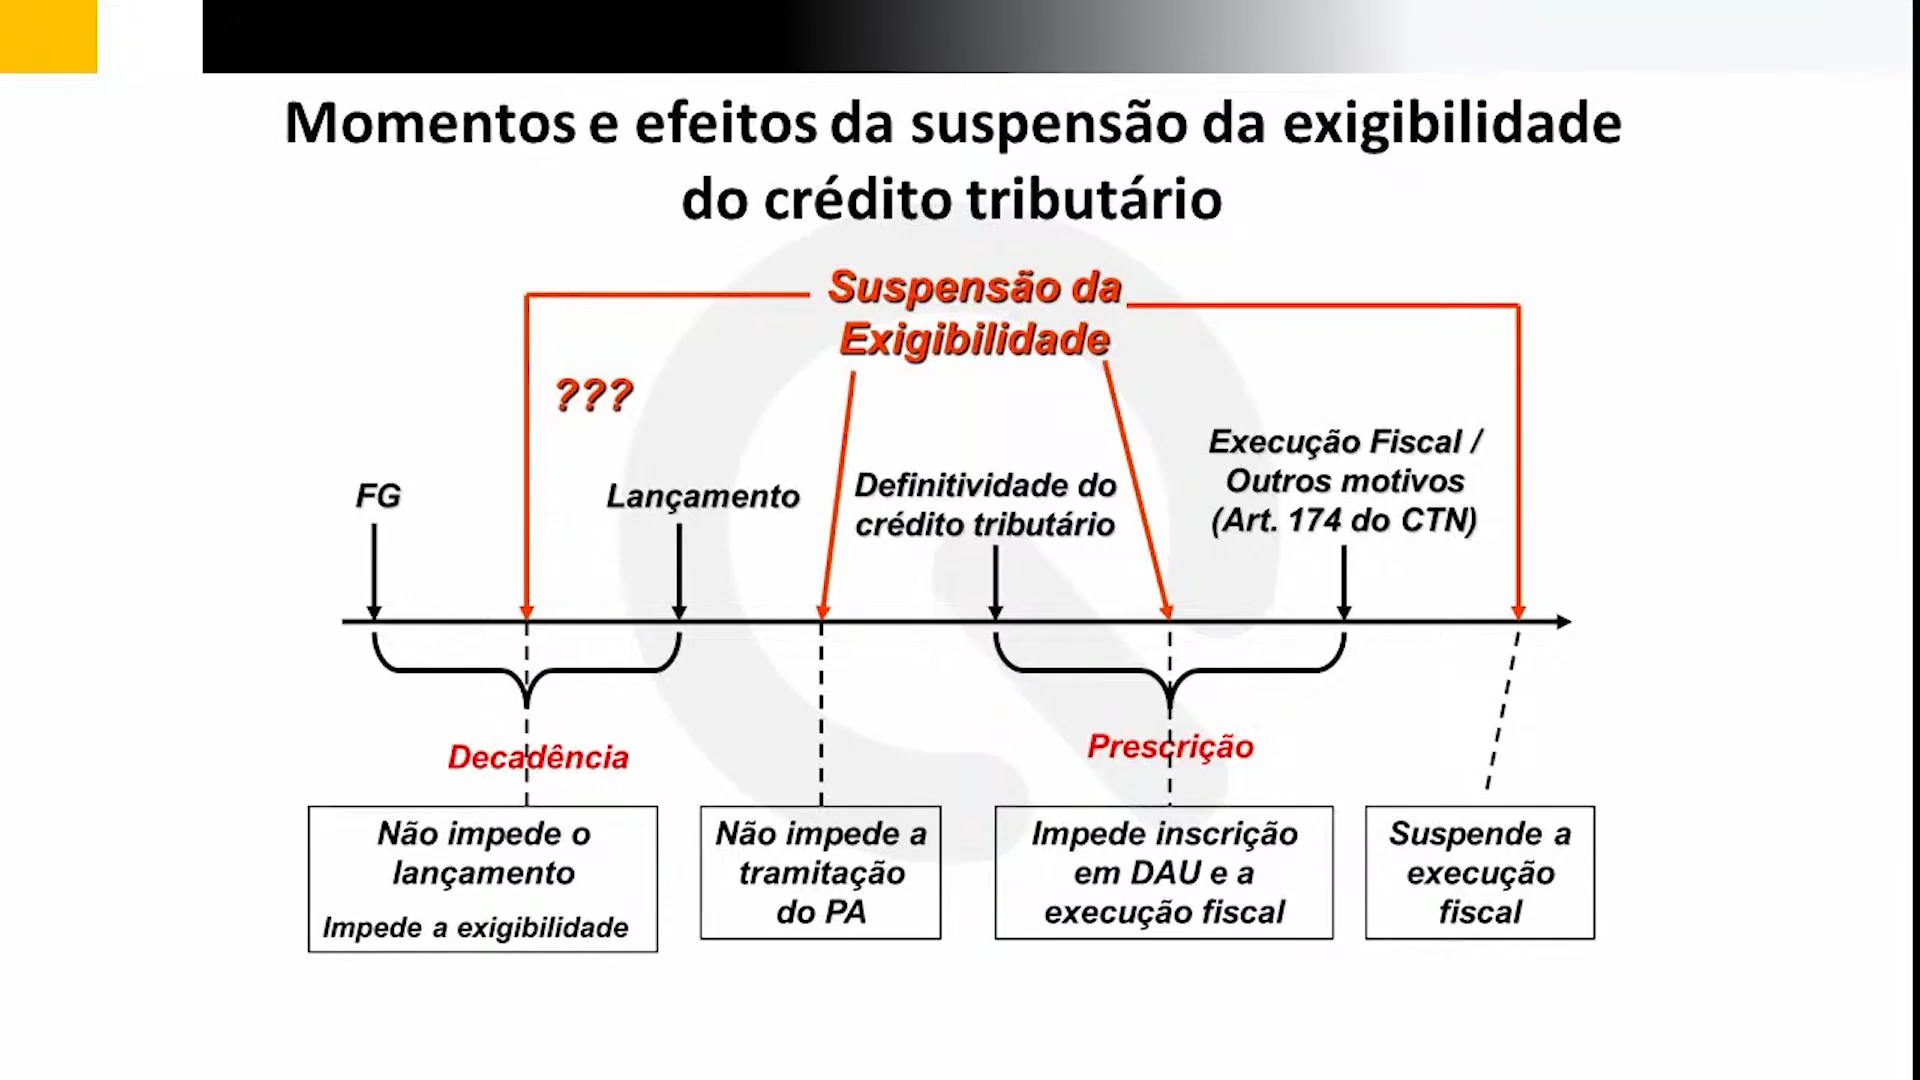 Momentos e efeitos da suspensão da exigibilidade
do crédito tributário
Suspensão da
Exigibilidade
???
FG
Lançamento
Definitividade do
crédito tributário
Execução Fiscal /
Outros motivos
(Art. 174 do CTN)
Decadência
Prescrição
Não impede o
lançamento
Impede a exigibilidade
Não impede a
tramitação
do PA
Impede inscrição
em DAU e a
execução fiscal
Suspende a
execução
fiscal